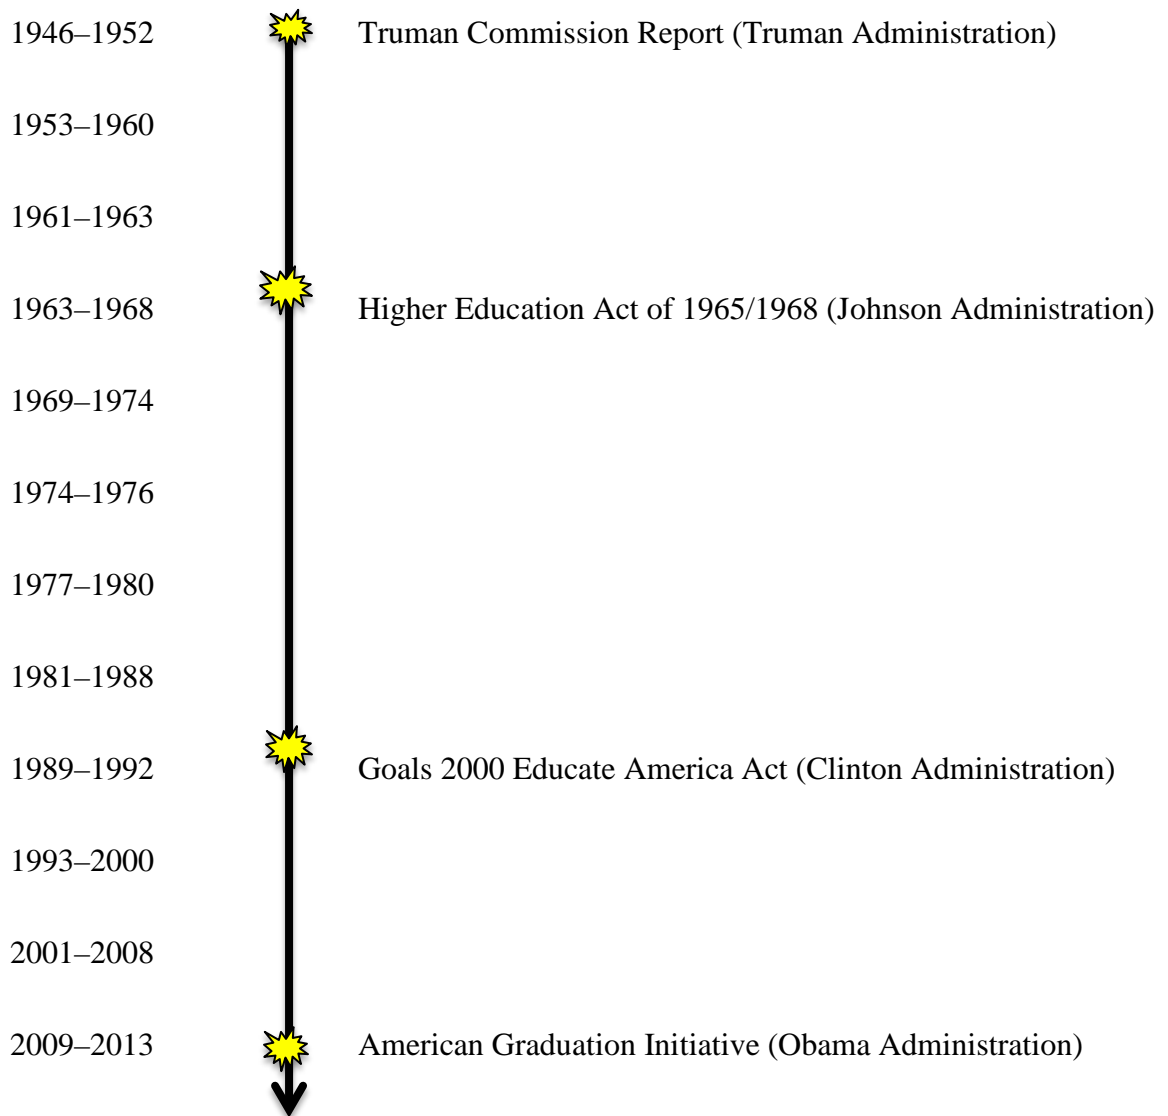 1946–1952 Truman Commission Report (Truman Administration)
1953–1960
1961–1963
1963–1968 Higher Education Act of 1965/1968 (Johnson Administration)
1969–1974
1974–1976
1977–1980
1981–1988
1989–1992 Goals 2000 Educate America Act (Clinton Administration)
1993–2000
2001–2008
2009–2013 American Graduation Initiative (Obama Administration)